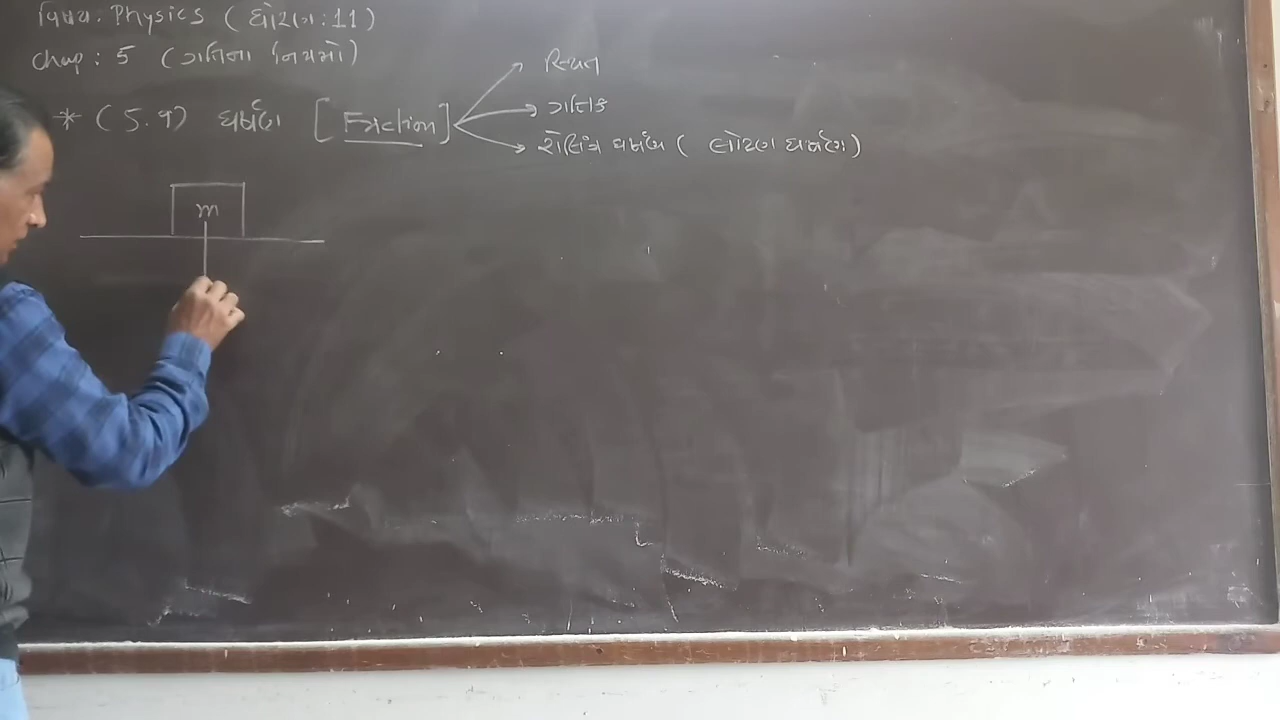 વિષય. Physics (ધોરણ:11)
Chap: 5 (ગતિના નિયમો)
* (5.9) ઘર્ષણ [Friction]
સ્થિત
ગતિક
રોલિંગ ઘર્ષણ (લોટણ ઘર્ષણ)
m